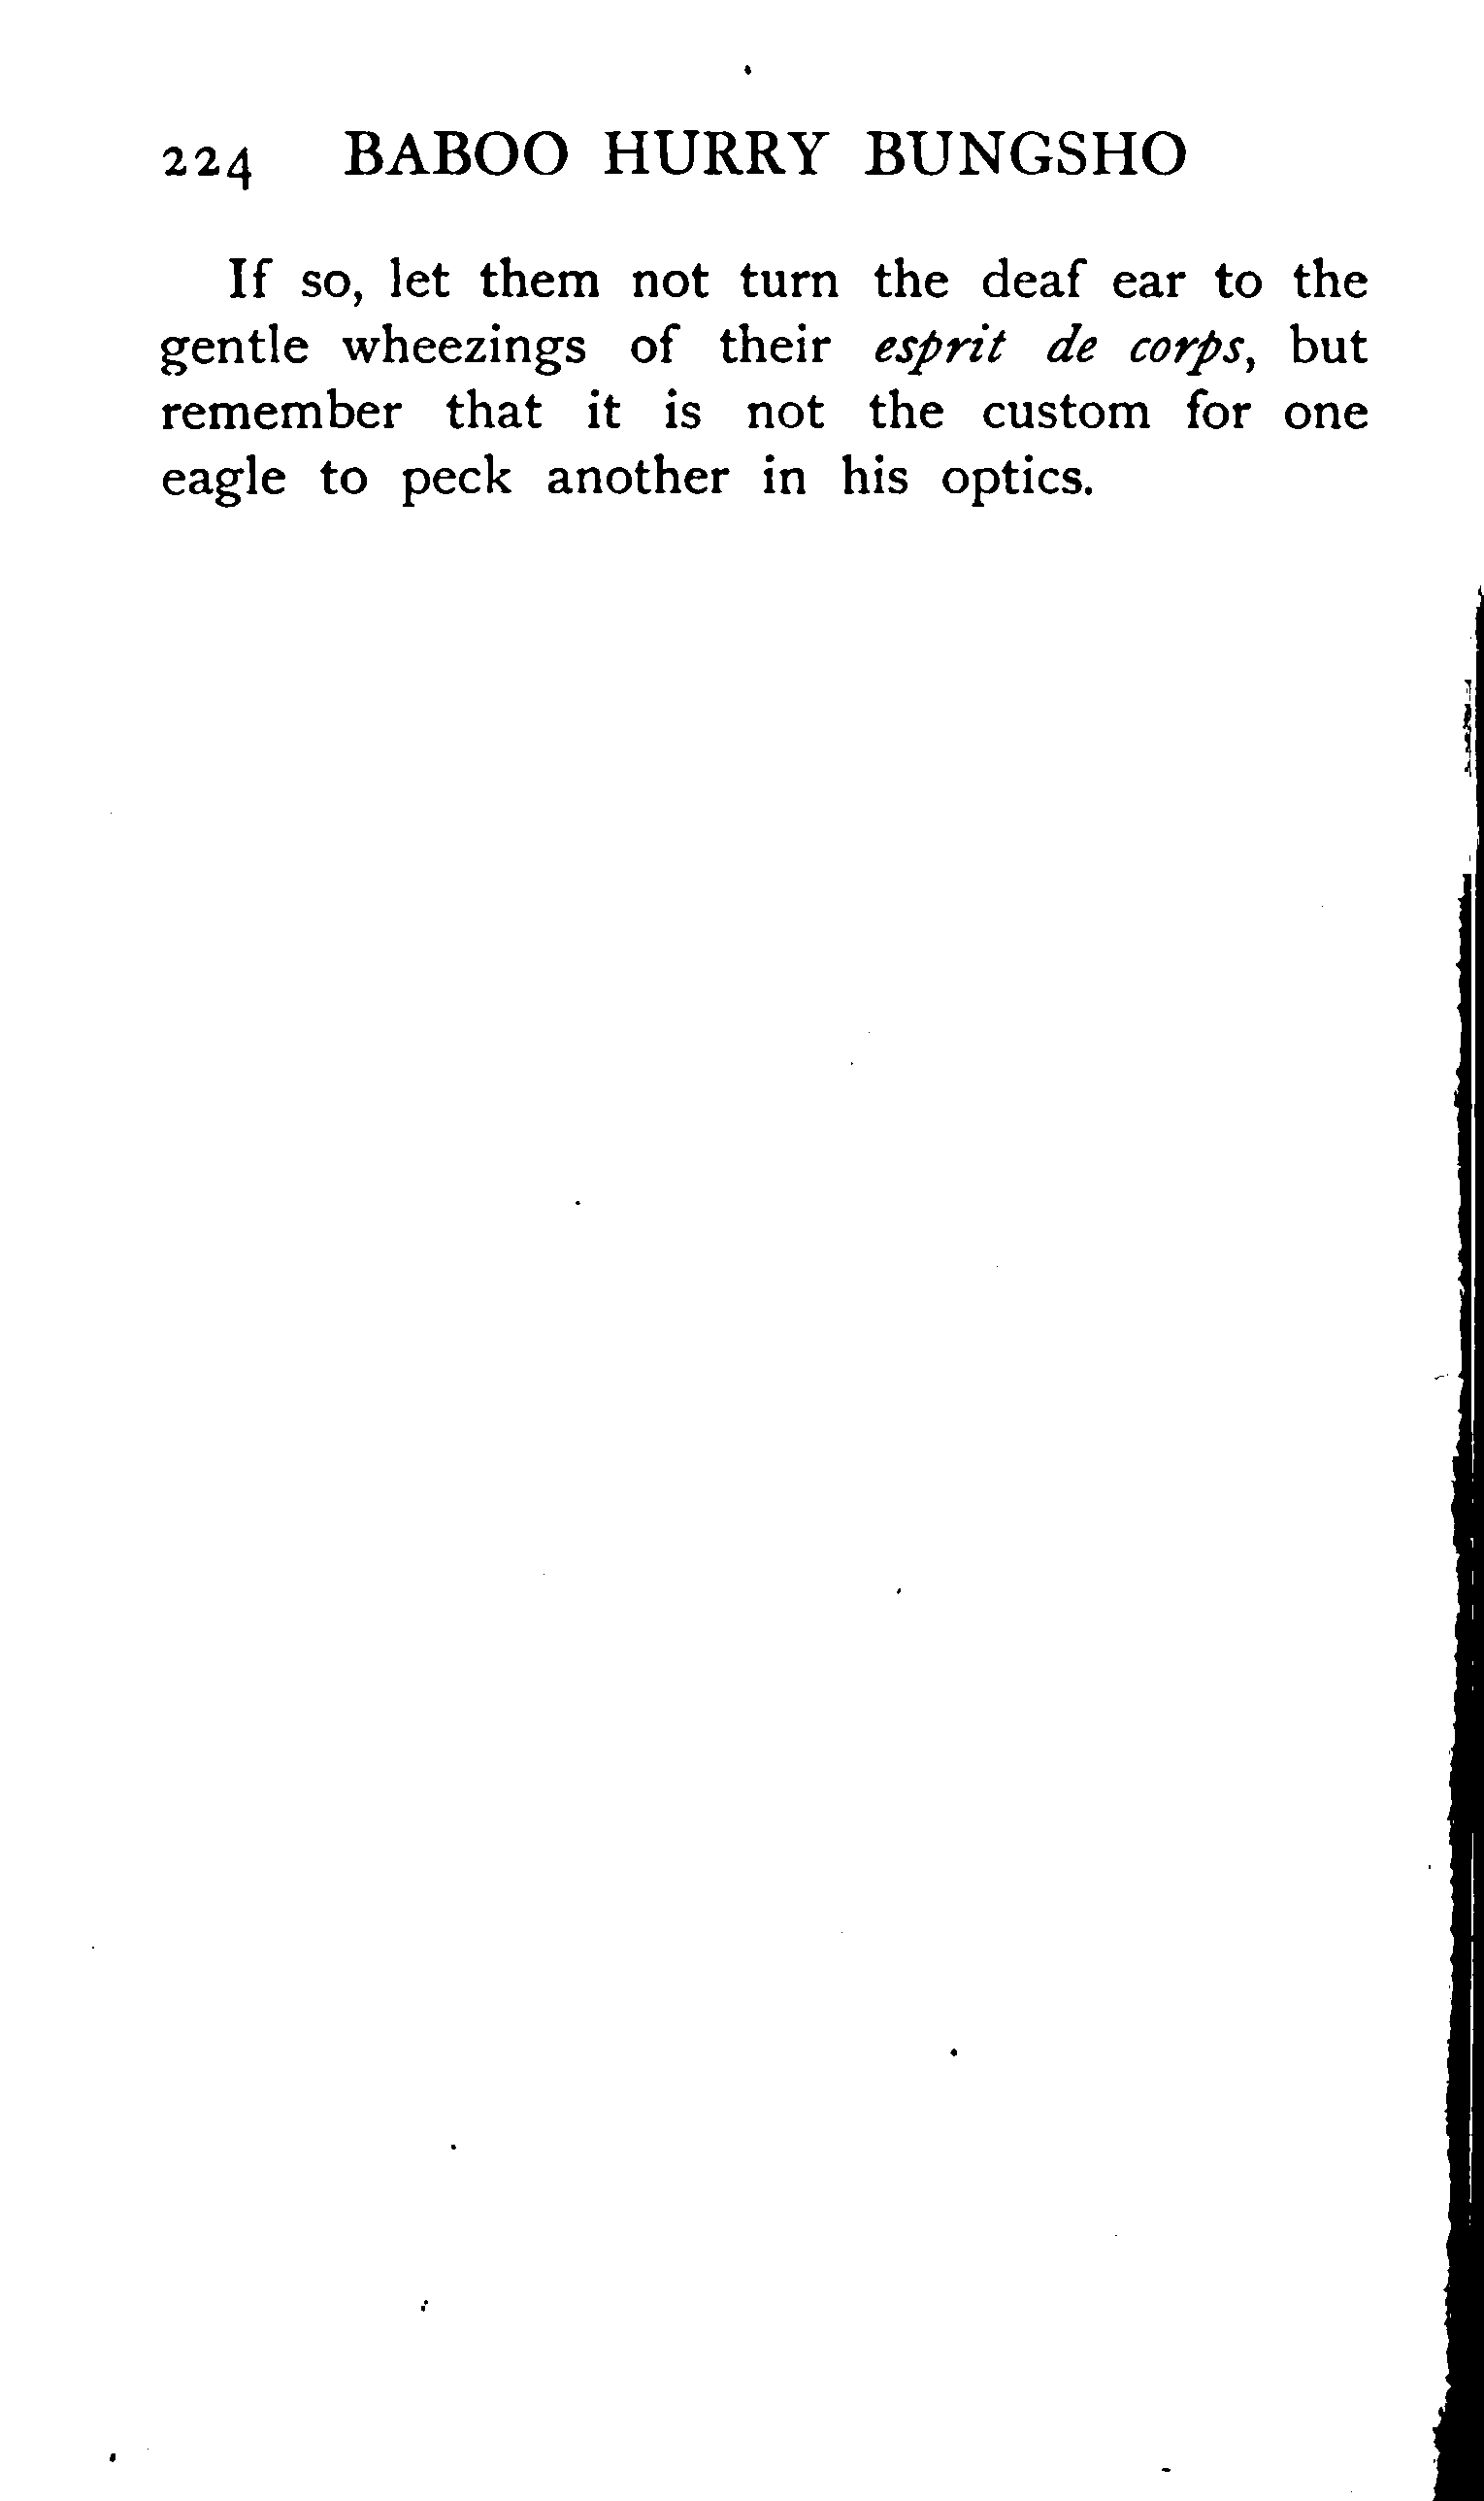 224 BABOO HURRY BUNGSHO
If so, let them not turn the deaf ear to the
gentle wheezings of their esprit de corps, but
remember that it is not the custom for one
eagle to peck another in his optics.